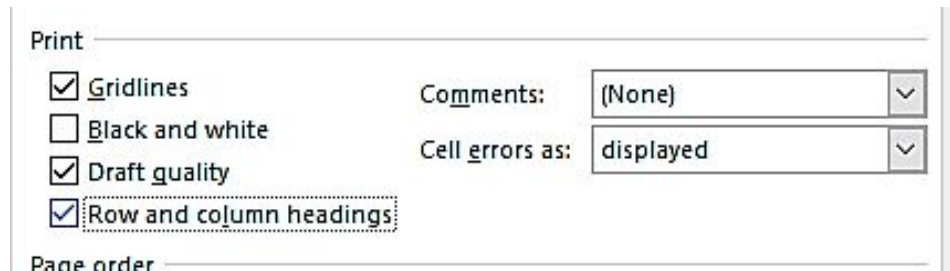 Print
Gridlines
Black and white
Draft quality
Row and column headings
Comments: (None)
Cell errors as: displayed
Page order